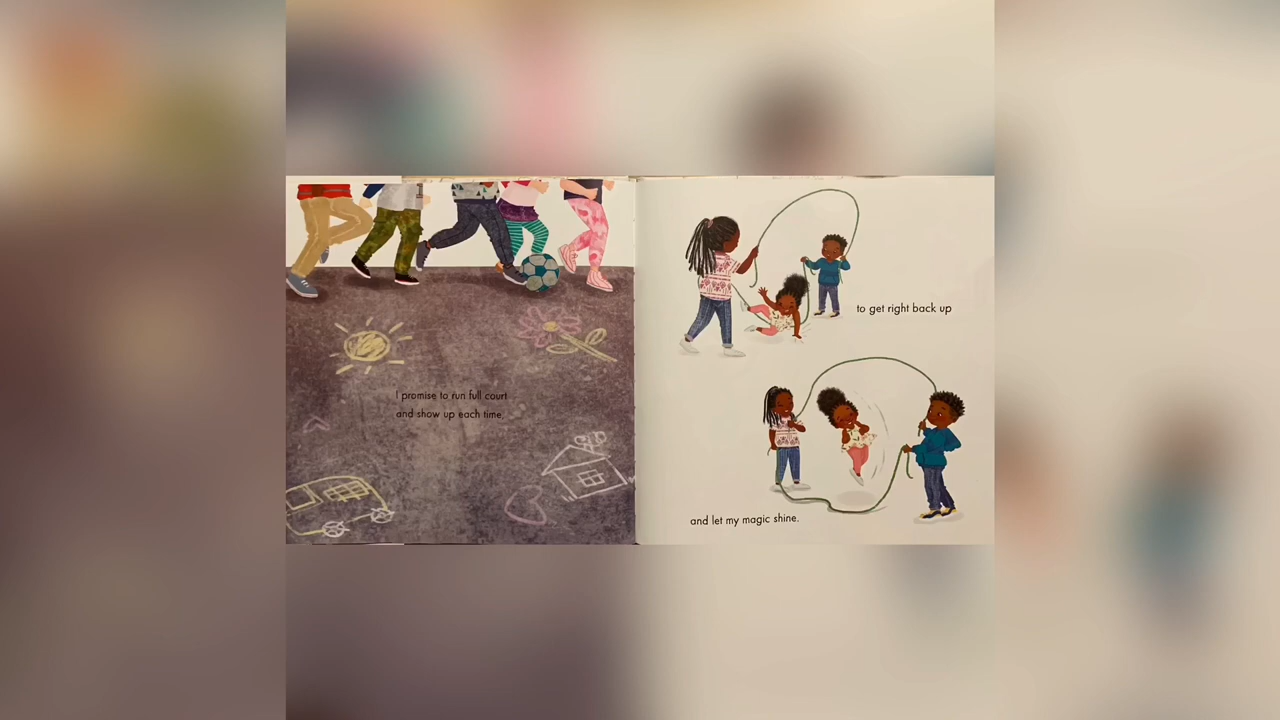 I promise to run full court
and show up each time,
to get right back up
and let my magic shine.